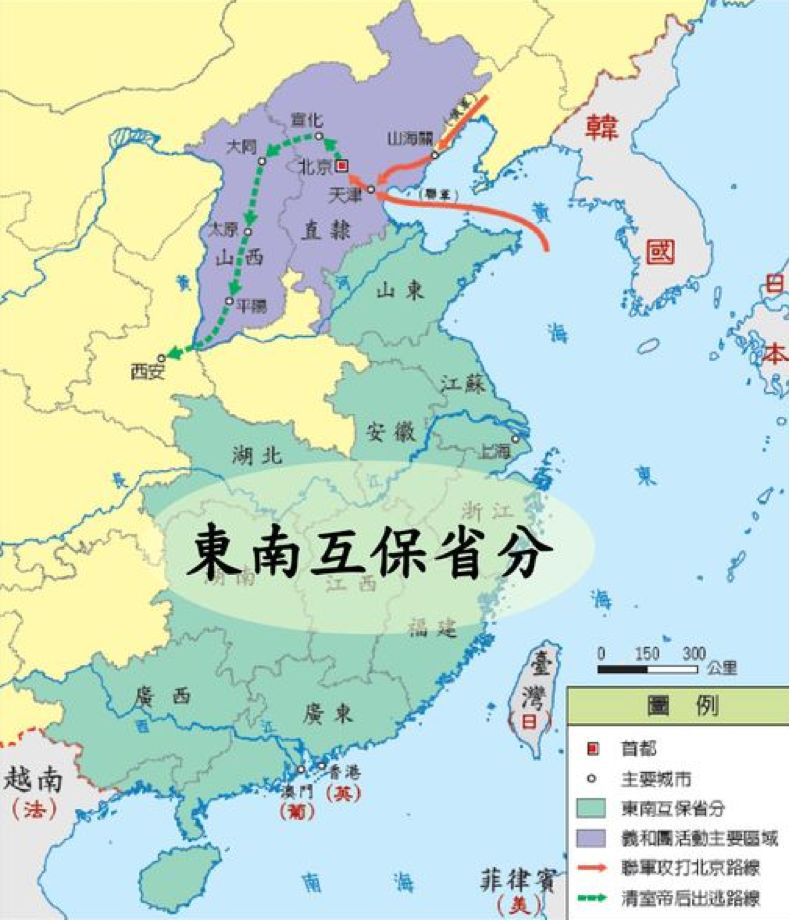 宣化
大同
北京
山海關
(俄軍)
天津
(聯軍)
太原
山西
直隸
平陽
西安
黃
河
山東
黃
海
韓
國
日
本
江蘇
安徽
上海
湖北
長
江
浙江
東南互保省分
湖南
江西
福建
東
海
廣西
廣東
西
江
香港
(英)
澳門
(葡)
臺灣
(日)
越南
(法)
南
海
菲律賓
(美)
0 150 300
公里
圖 例
首都
主要城市
東南互保省分
義和團活動主要區域
聯軍攻打北京路線
清室帝后出逃路線